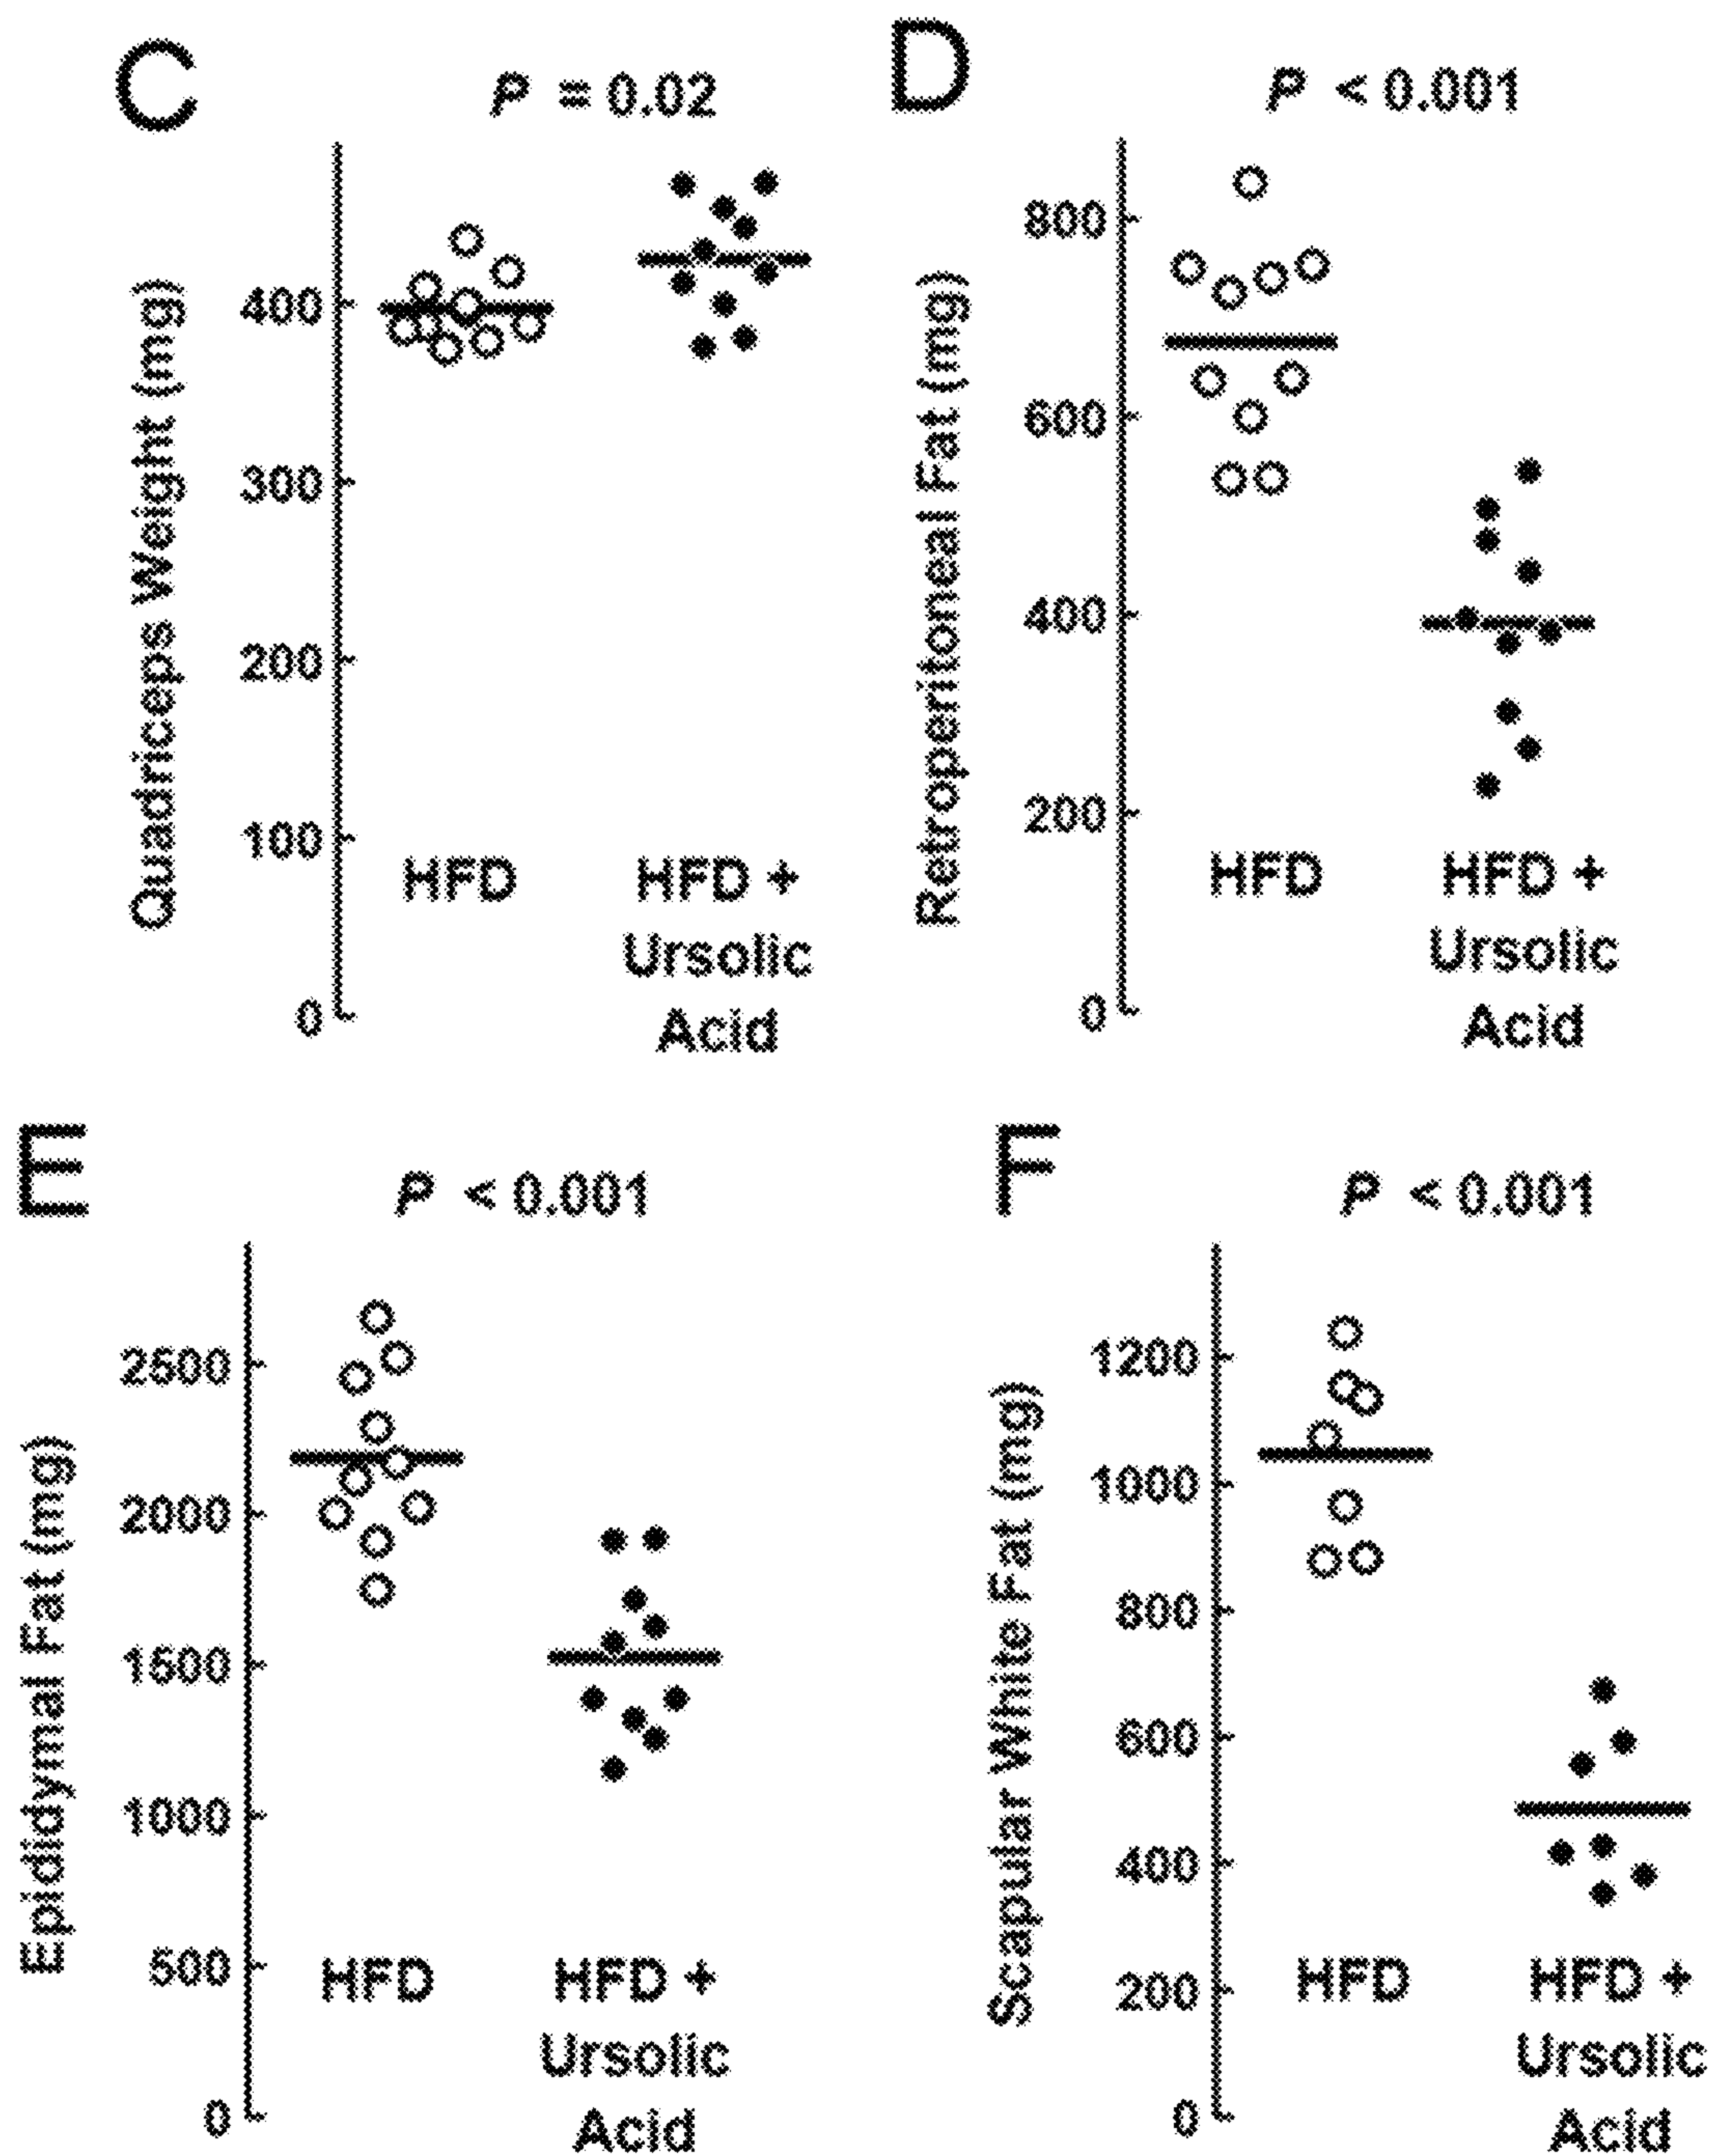 C
P = 0.02
Quadriceps Weight (mg)
400
300
200
100
0
HFD
HFD +
Ursolic
Acid
D
P < 0.001
Retroperitoneal Fat (mg)
800
600
400
200
0
HFD
HFD +
Ursolic
Acid
E
P < 0.001
Epididymal Fat (mg)
2500
2000
1500
1000
500
0
HFD
HFD +
Ursolic
Acid
F
P < 0.001
Scapular White Fat (mg)
1200
1000
800
600
400
200
0
HFD
HFD +
Ursolic
Acid